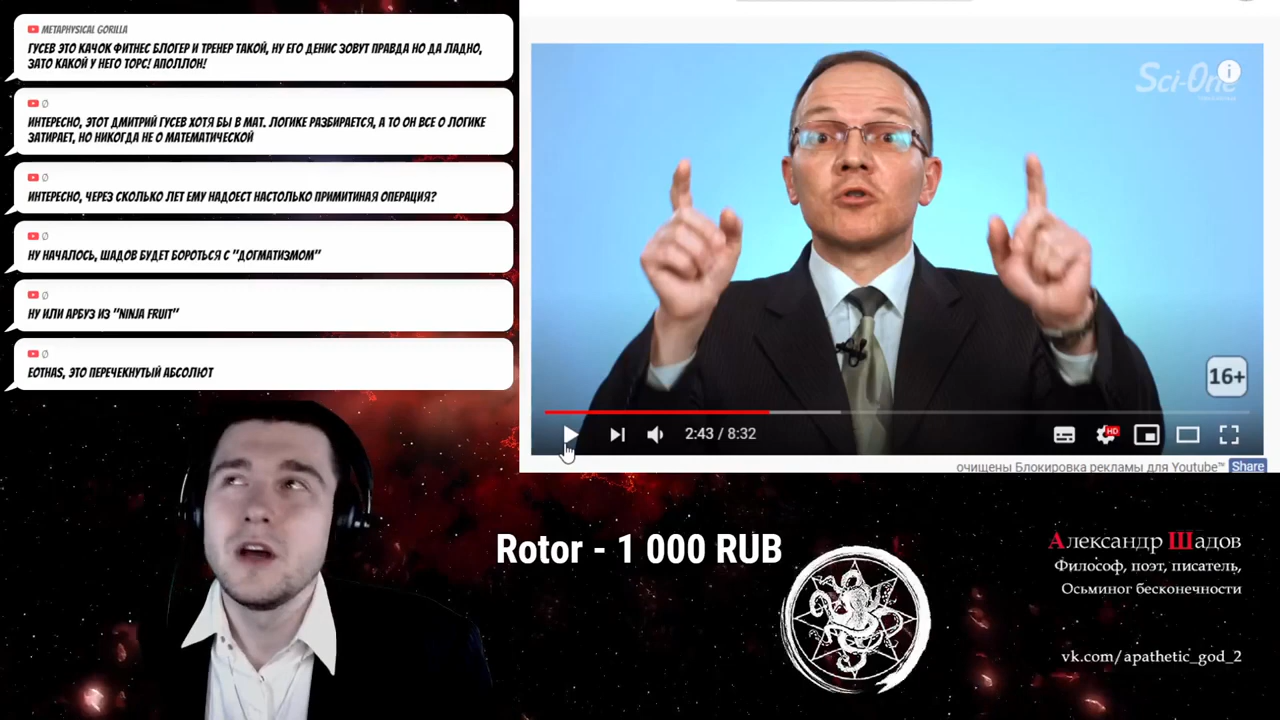 METAPHYSICAL GORILLA
ГУСЕВ ЭТО КАЧОК ФИТНЕС БЛОГЕР И ТРЕНЕР ТАКОЙ, НУ ЕГО ДЕНИС ЗОВУТ ПРАВДА НО ДА ЛАДНО,
ЗАТО КАКОЙ У НЕГО ТОРС! АПОЛЛОН!
Ø
ИНТЕРЕСНО, ЭТОТ ДМИТРИЙ ГУСЕВ ХОТЯ БЫ В МАТ. ЛОГИКЕ РАЗБИРАЕТСЯ, А ТО ОН ВСЕ О ЛОГИКЕ
ЗАТИРАЕТ, НО НИКОГДА НЕ О МАТЕМАТИЧЕСКОЙ
Ø
ИНТЕРЕСНО, ЧЕРЕЗ СКОЛЬКО ЛЕТ ЕМУ НАДОЕСТ НАСТОЛЬКО ПРИМИТИНАЯ ОПЕРАЦИЯ?
Ø
НУ НАЧАЛОСЬ, ШАДОВ БУДЕТ БОРОТЬСЯ С "ДОГМАТИЗМОМ"
Ø
НУ ИЛИ АРБУЗ ИЗ "NINJA FRUIT"
Ø
EOTHAS, ЭТО ПЕРЕЧЕКНУТЫЙ АБСОЛЮТ
Sci-One
16+
2:43 / 8:32
HD
очищены Блокировка рекламы для Youtube™ Share
Rotor - 1 000 RUB
Александр Шадов
Философ, поэт, писатель,
Осьминог бесконечности
vk.com/apathetic_god_2